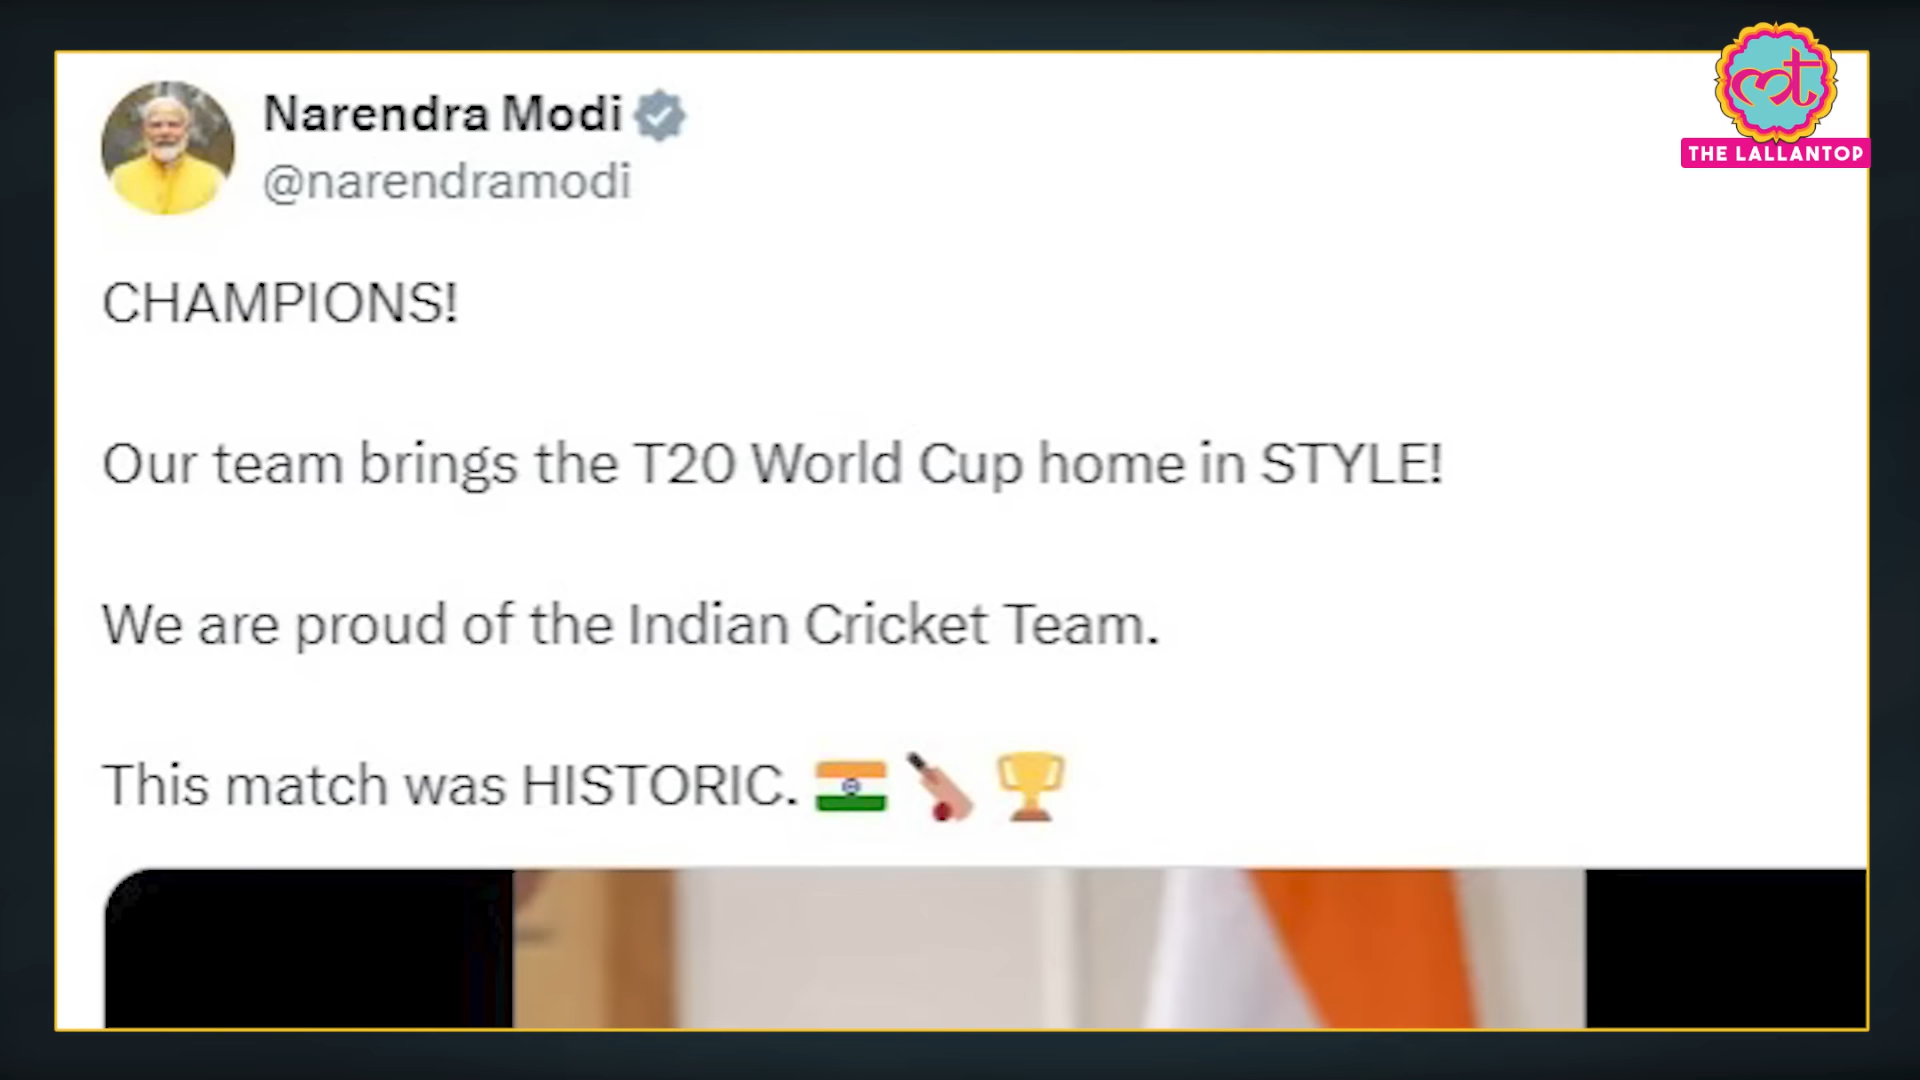 Narendra Modi
@narendramodi
CHAMPIONS!
Our team brings the T20 World Cup home in STYLE!
We are proud of the Indian Cricket Team.
This match was HISTORIC. 🇮🇳 🏏 🏆
THE LALLANTOP